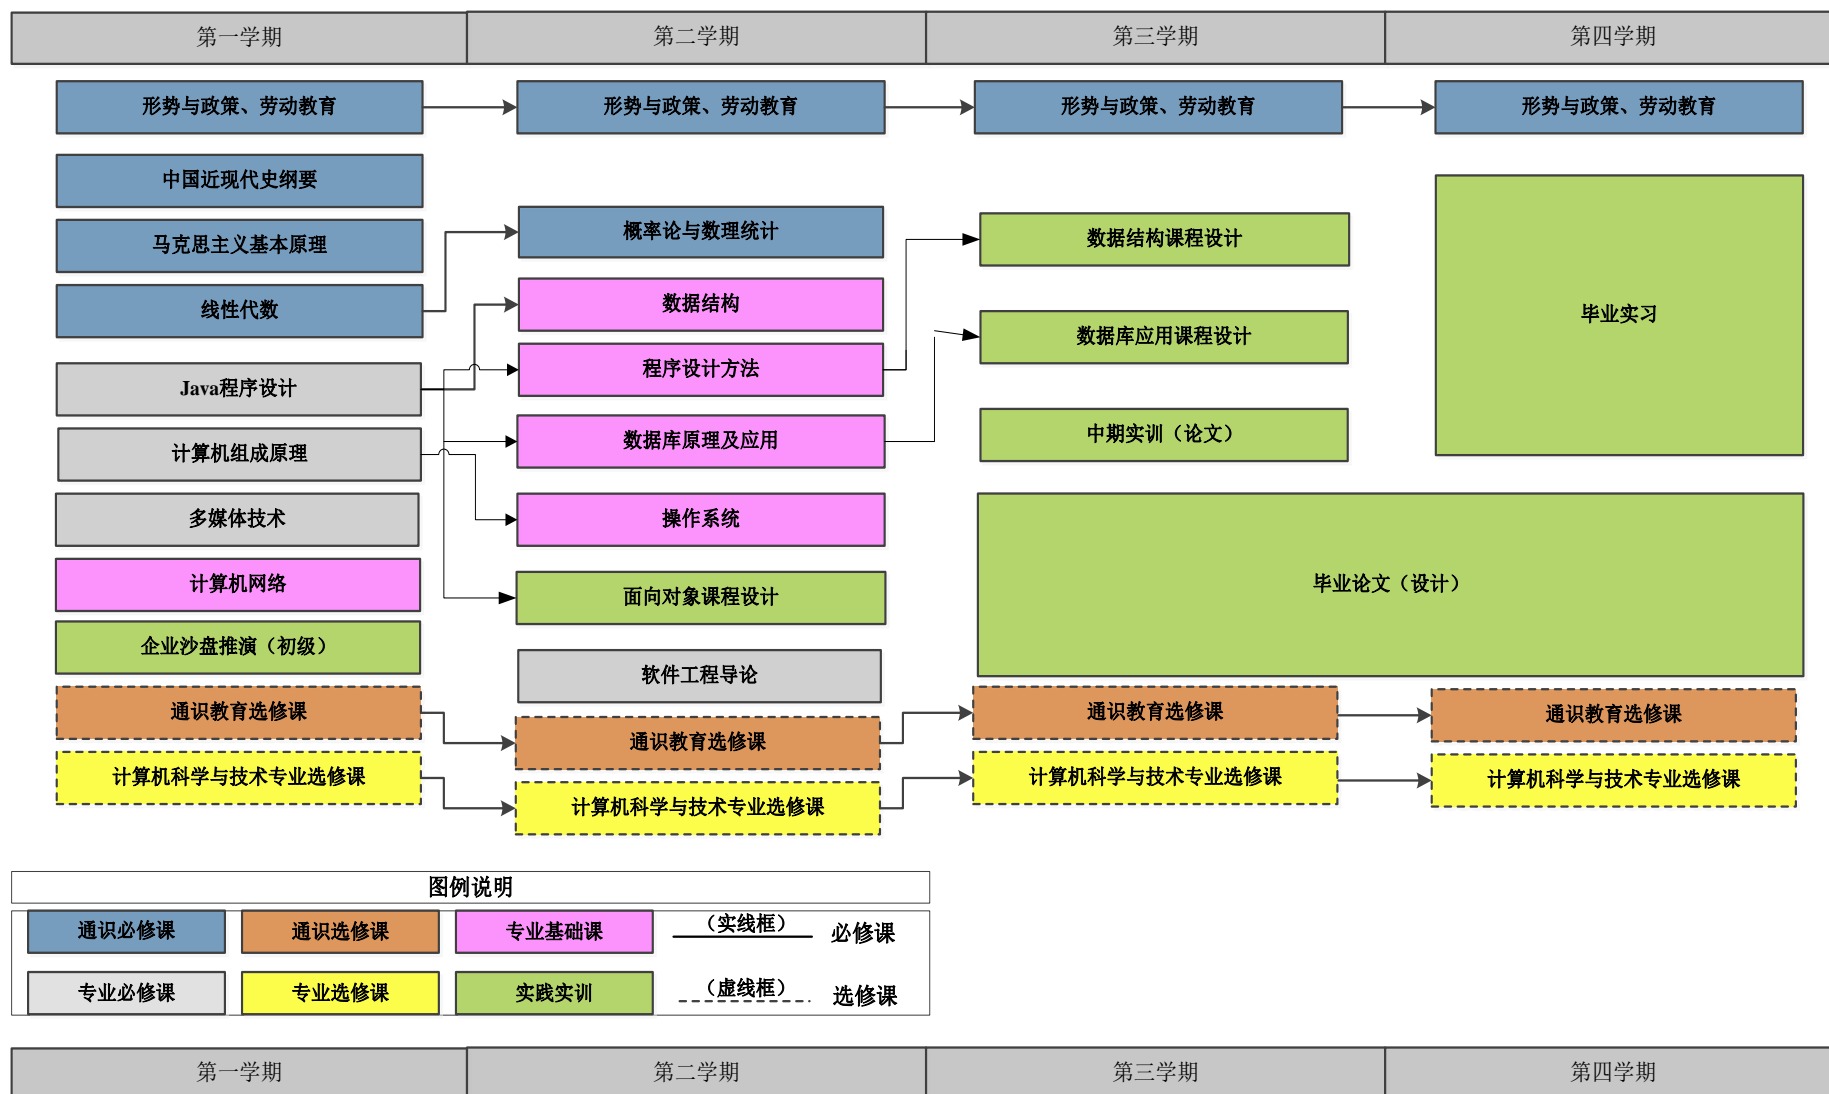 第一学期
第二学期
第三学期
第四学期
形势与政策、劳动教育
形势与政策、劳动教育
形势与政策、劳动教育
形势与政策、劳动教育
中国近现代史纲要
马克思主义基本原理
线性代数
Java程序设计
计算机组成原理
多媒体技术
计算机网络
企业沙盘推演（初级）
通识教育选修课
计算机科学与技术专业选修课
概率论与数理统计
数据结构
程序设计方法
数据库原理及应用
操作系统
面向对象课程设计
软件工程导论
通识教育选修课
计算机科学与技术专业选修课
数据结构课程设计
数据库应用课程设计
中期实训（论文）
毕业实习
毕业论文（设计）
通识教育选修课
计算机科学与技术专业选修课
通识教育选修课
计算机科学与技术专业选修课
图例说明
通识必修课
通识选修课
专业基础课
（实线框）
必修课
专业必修课
专业选修课
实践实训
（虚线框）
选修课
第一学期
第二学期
第三学期
第四学期